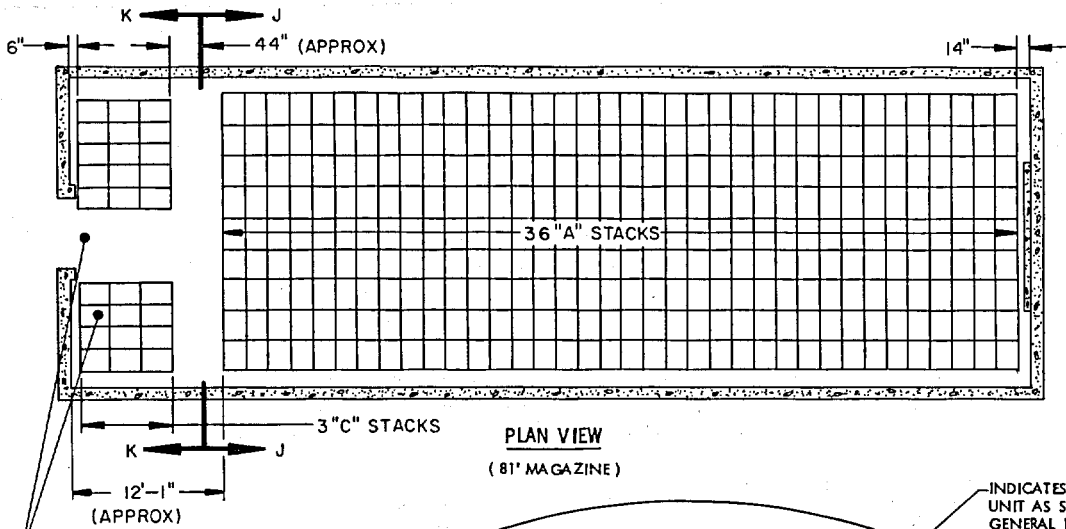 K J
6" 44" (APPROX) 14"
36 "A" STACKS
3 "C" STACKS
K J
PLAN VIEW
(81' MAGAZINE)
12'-1"
(APPROX)
INDICATES
UNIT AS S
GENERAL